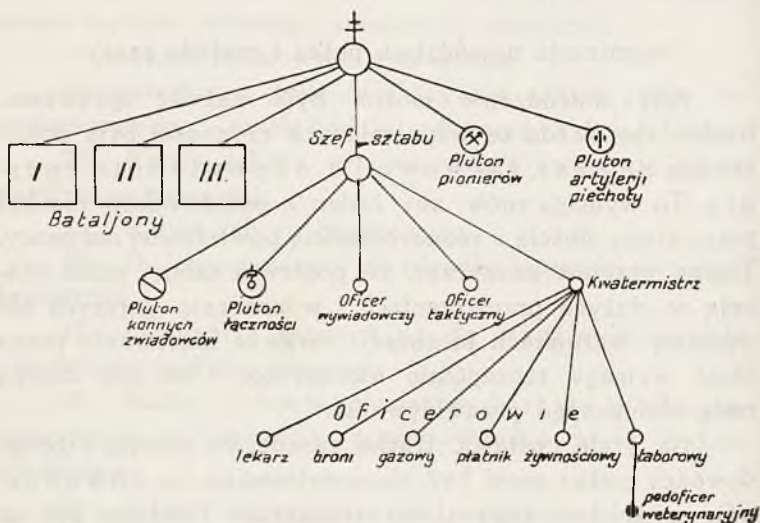 Szef sztabu
I II III.
Bataljony
Pluton pionierów
Pluton artylerji piechoty
Pluton konnych zwiadowców
Pluton łączności
Oficer wywiadowczy
Oficer taktyczny
Kwatermistrz
Oficerowie
lekarz broni gazowy płatnik żywnościowy taborowy
podoficer weterynaryjny